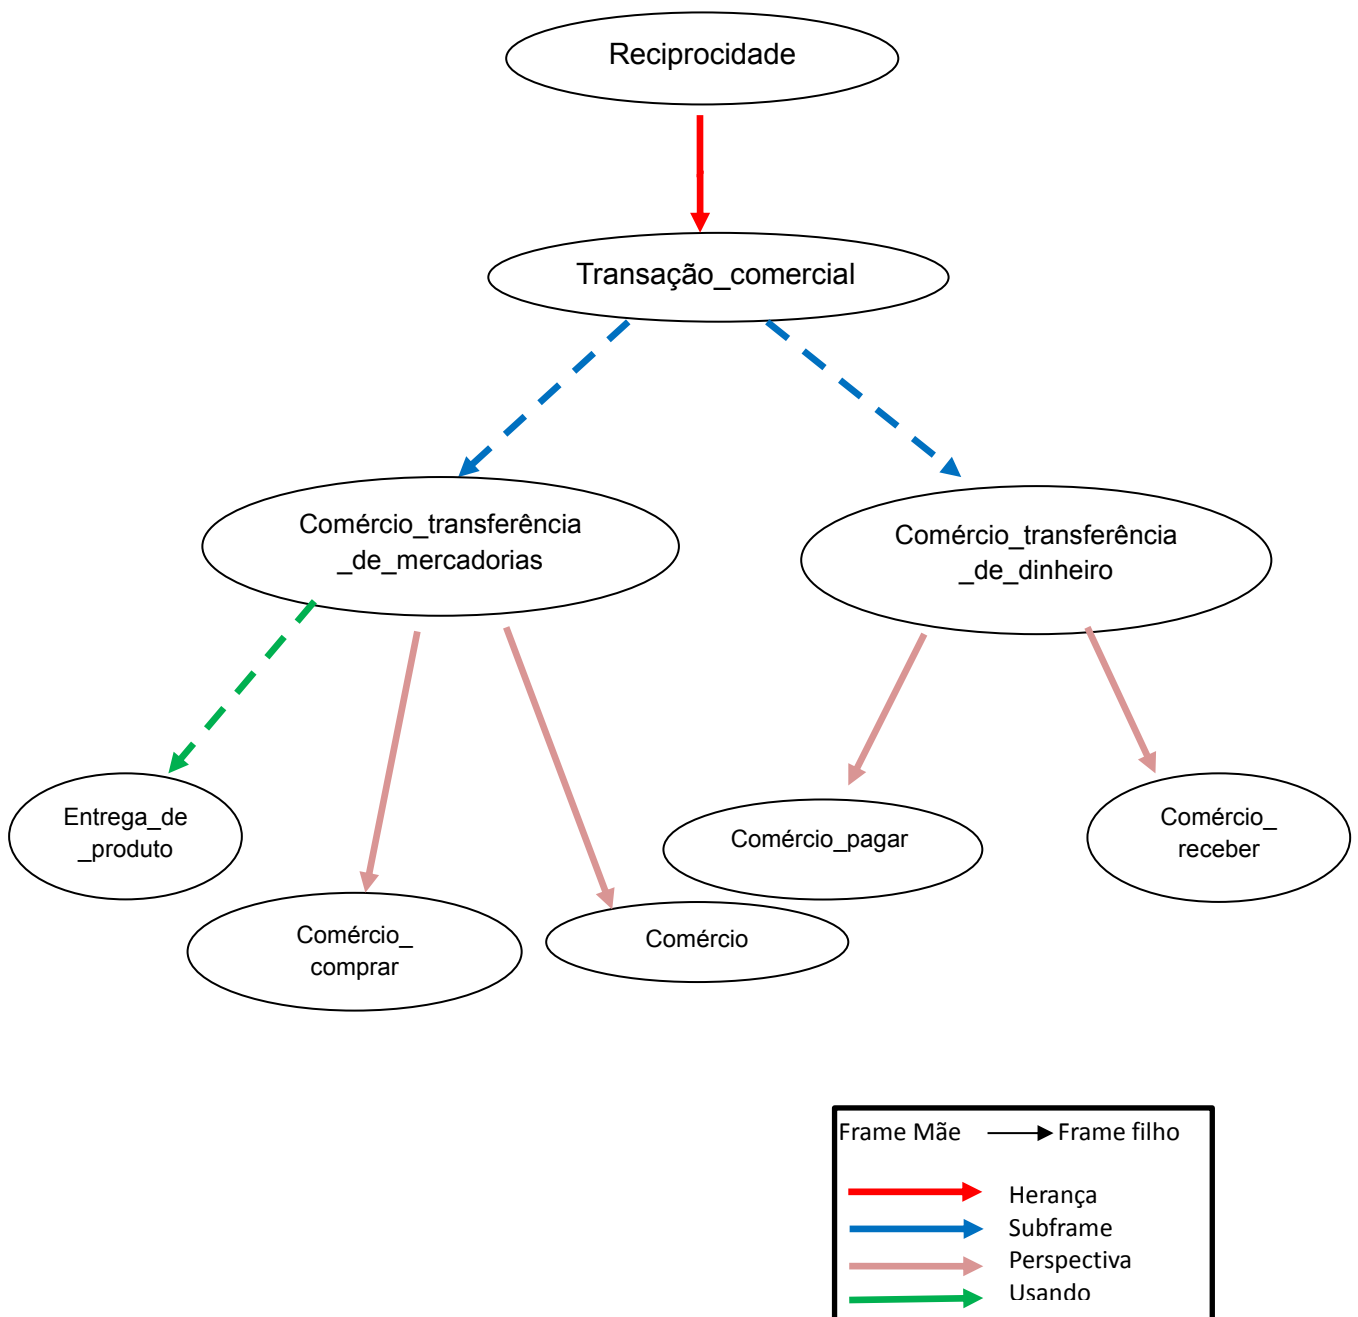 Reciprocidade
Transação_comercial
Comércio_transferência
_de_mercadorias
Comércio_transferência
_de_dinheiro
Entrega_de
_produto
Comércio_
comprar
Comércio
Comércio_pagar
Comércio_
receber
Frame Mãe
Frame filho
Herança
Subframe
Perspectiva
Usando